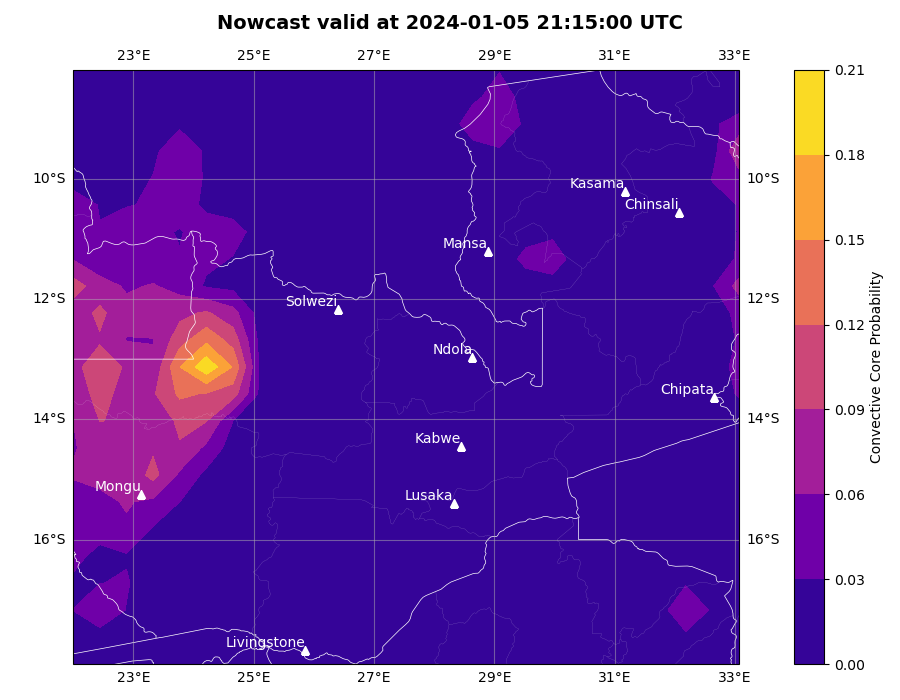 Nowcast valid at 2024-01-05 21:15:00 UTC
23°E 25°E 27°E 29°E 31°E 33°E
0.21
0.18
10°S 10°S
Kasama
Chinsali
0.15
Mansa
12°S 12°S
Solwezi
0.12
Ndola
Convective Core Probability
Chipata
0.09
14°S 14°S
Kabwe
Mongu
Lusaka
0.06
16°S 16°S
0.03
Livingstone
0.00
23°E 25°E 27°E 29°E 31°E 33°E